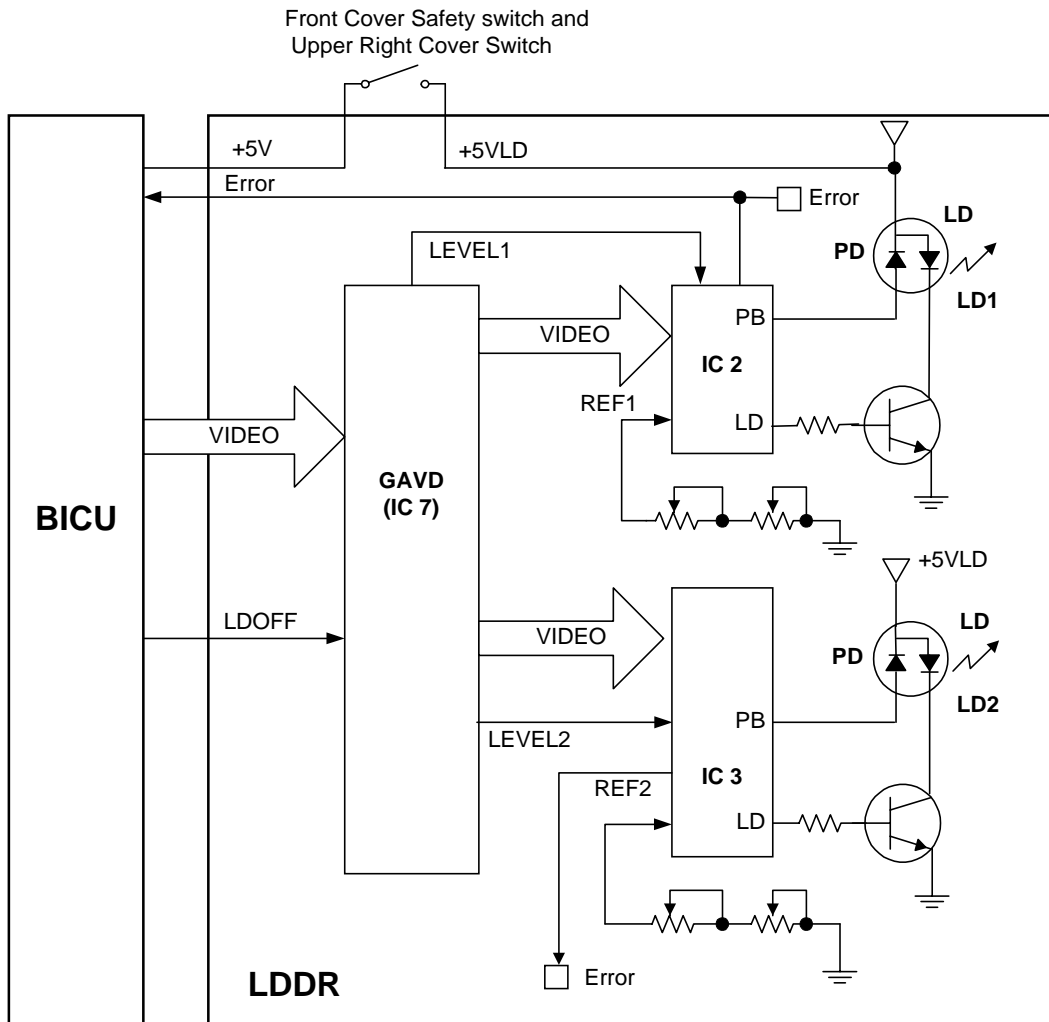 Front Cover Safety switch and
Upper Right Cover Switch
+5V
+5VLD
Error
Error
LD
PD
LD1
LEVEL1
VIDEO
PB
IC 2
REF1
LD
VIDEO
GAVD
(IC 7)
BICU
LDOFF
+5VLD
VIDEO
LD
PD
LD2
PB
LEVEL2
IC 3
REF2
LD
Error
LDDR